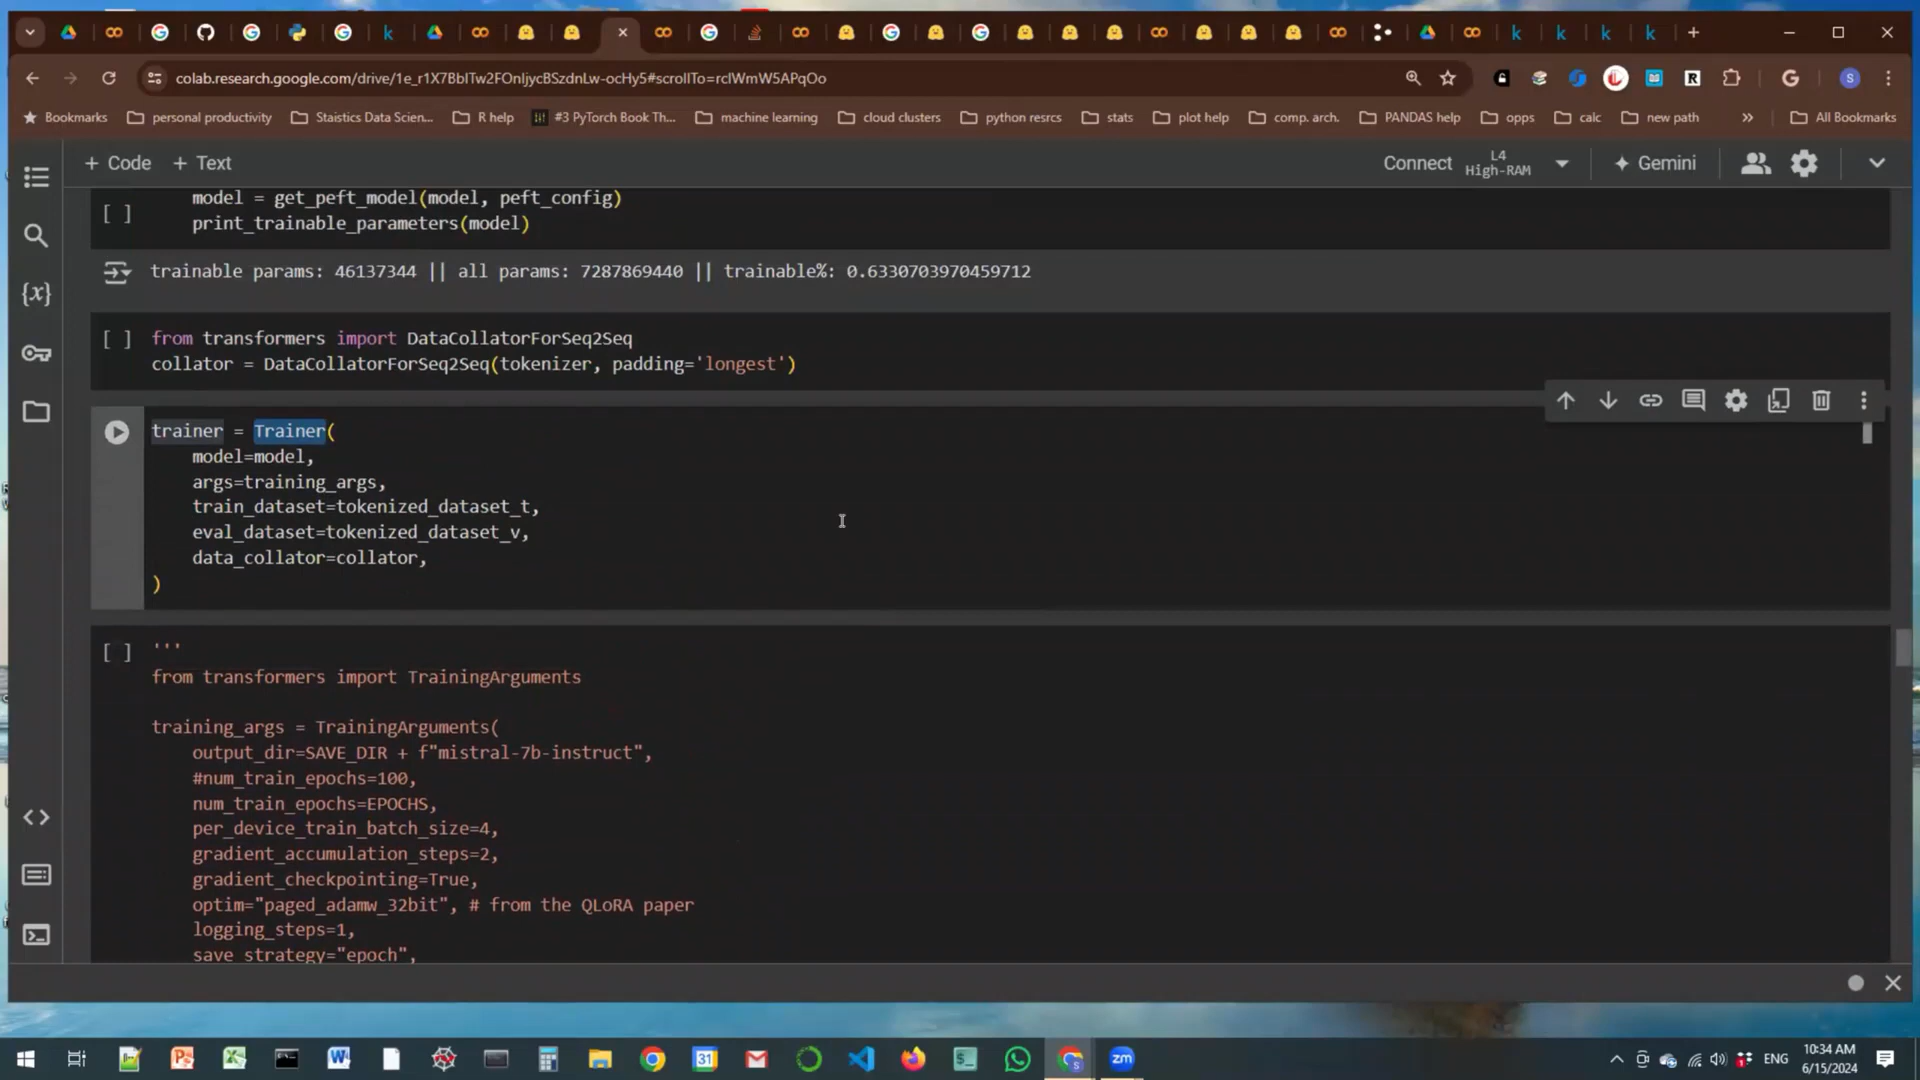 colab.research.google.com/drive/1e_r1X7BbITw2FOnIjycBSzdnLw-ocHy5#scrollTo=rclWmW5APqOo
Bookmarks personal productivity Staistics Data Scien... R help #3 PyTorch Book Th... machine learning cloud clusters python resrcs stats plot help comp. arch. PANDAS help opps calc new path » All Bookmarks
+ Code + Text Connect L4 High-RAM Gemini
model = get_peft_model(model, peft_config)
[ ]
print_trainable_parameters(model)
trainable params: 46137344 || all params: 7287869440 || trainable%: 0.6330703970459712
[ ] from transformers import DataCollatorForSeq2Seq
collator = DataCollatorForSeq2Seq(tokenizer, padding='longest')
trainer = Trainer(
model=model,
args=training_args,
train_dataset=tokenized_dataset_t,
eval_dataset=tokenized_dataset_v,
data_collator=collator,
)
[ ] '''
from transformers import TrainingArguments
training_args = TrainingArguments(
output_dir=SAVE_DIR + f"mistral-7b-instruct",
#num_train_epochs=100,
num_train_epochs=EPOCHS,
per_device_train_batch_size=4,
gradient_accumulation_steps=2,
gradient_checkpointing=True,
optim="paged_adamw_32bit", # from the QLoRA paper
logging_steps=1,
save_strategy="epoch",
ENG
10:34 AM
6/15/2024